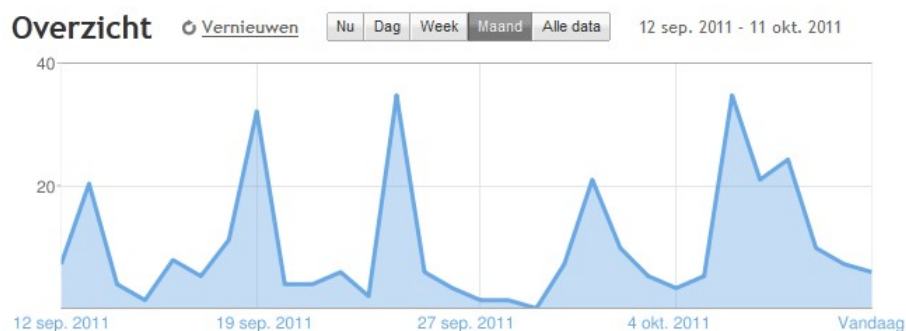 Overzicht Vernieuwen Nu Dag Week Maand Alle data 12 sep. 2011 - 11 okt. 2011
40
20
12 sep. 2011 19 sep. 2011 27 sep. 2011 4 okt. 2011 Vandaag